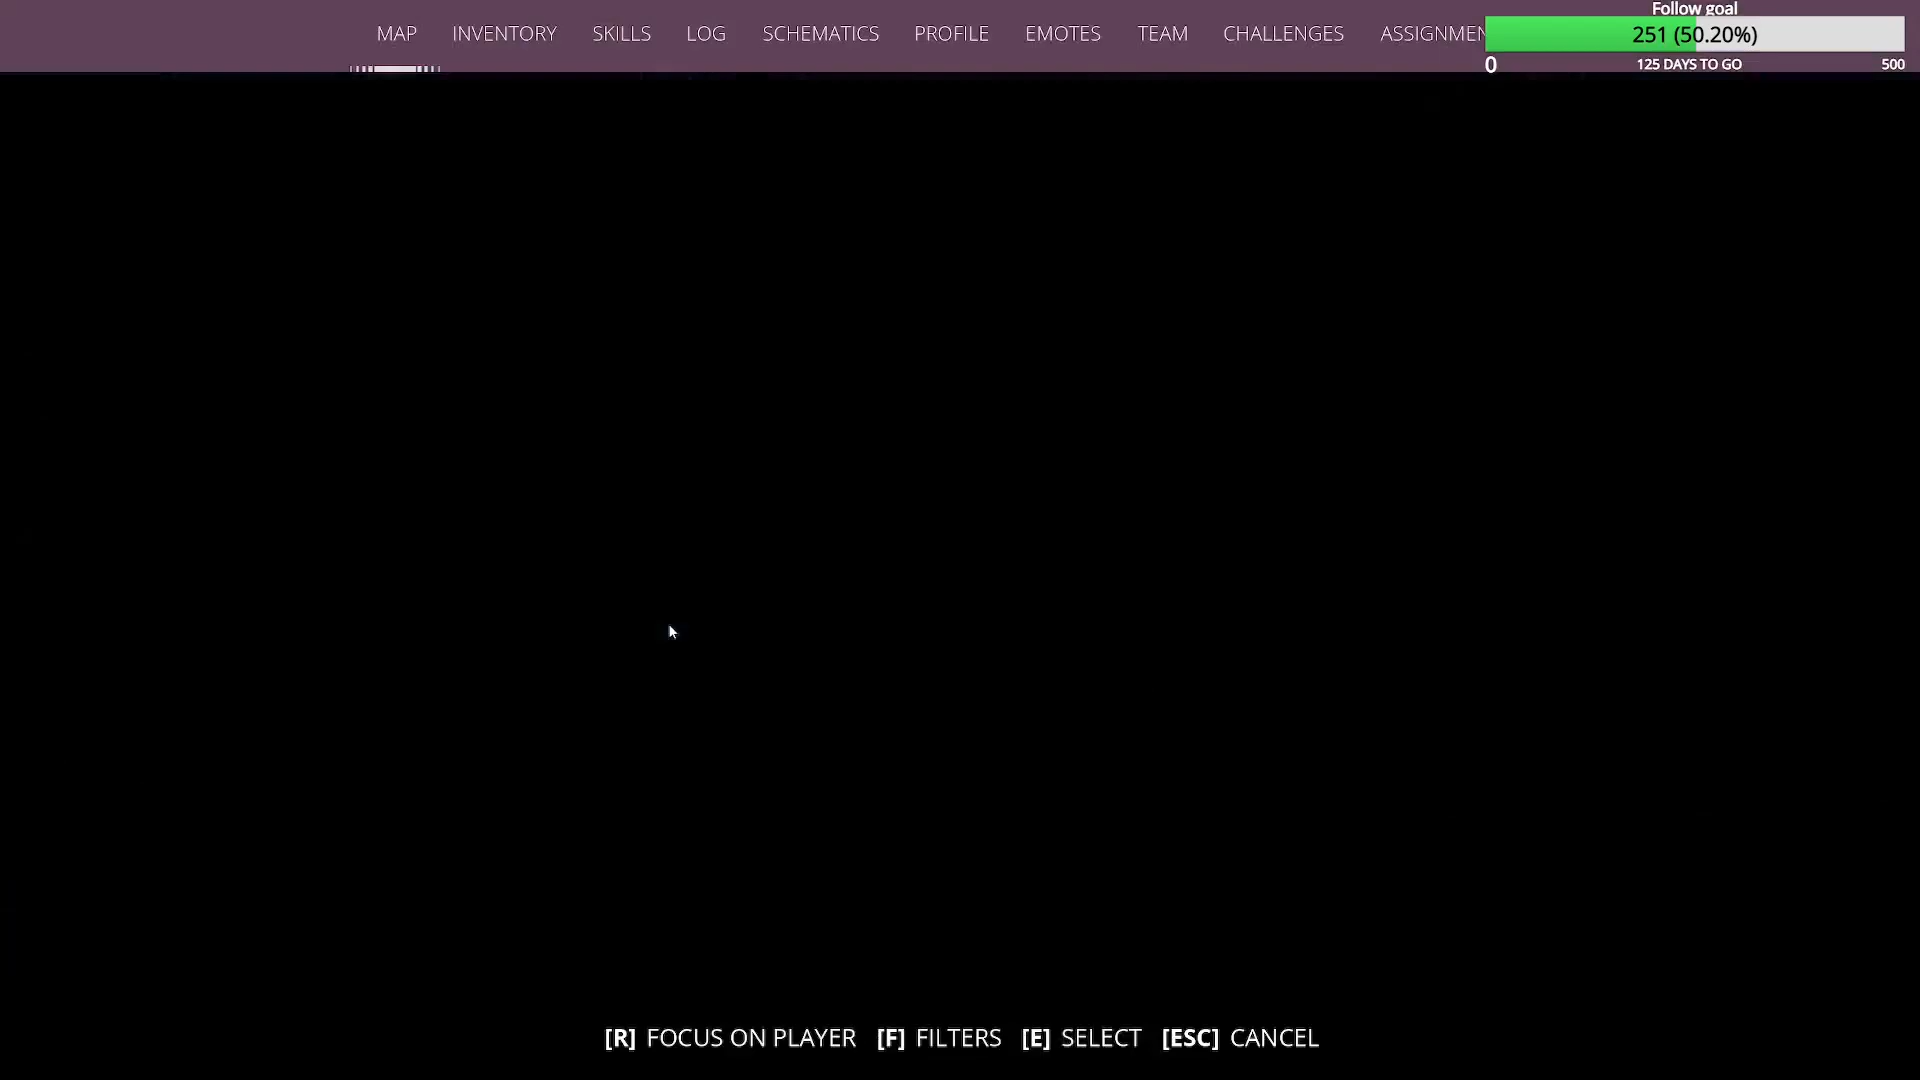 MAP INVENTORY SKILLS LOG SCHEMATICS PROFILE EMOTES TEAM CHALLENGES ASSIGNMEN
Follow goal
251 (50.20%)
0 125 DAYS TO GO 500
[R] FOCUS ON PLAYER [F] FILTERS [E] SELECT [ESC] CANCEL